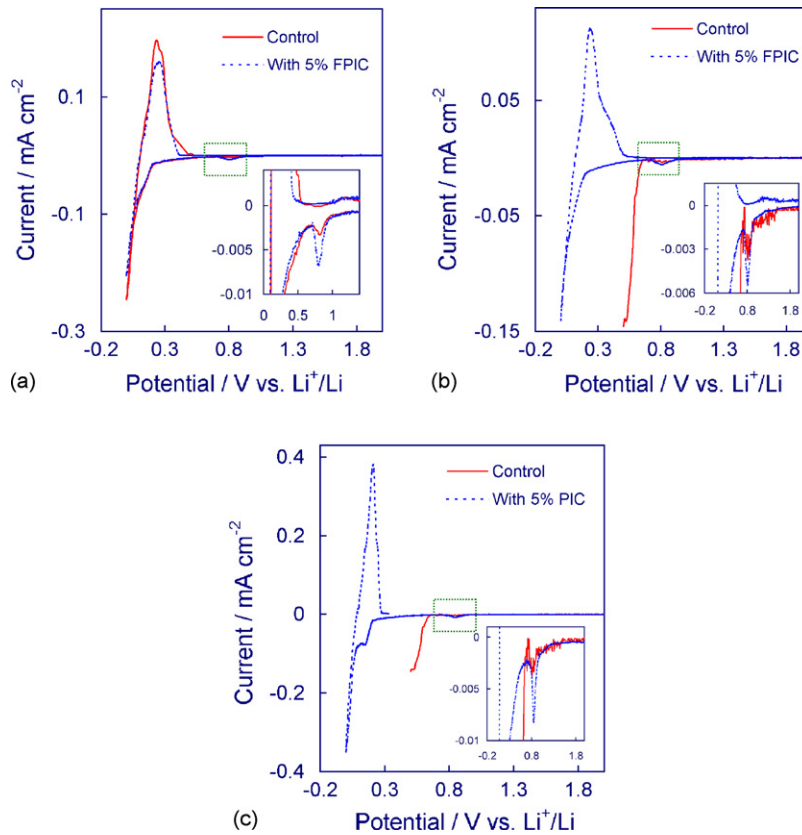 Control
With 5% FPIC
0.1
-0.1
-0.3
Current / mA cm⁻²
0
-0.005
-0.01
0 0.5 1
-0.2 0.3 0.8 1.3 1.8
Potential / V vs. Li⁺/Li
(a)
Control
With 5% FPIC
0.05
-0.05
-0.15
Current / mA cm⁻²
0
-0.003
-0.006
-0.2 0.8 1.8
-0.2 0.3 0.8 1.3 1.8
Potential / V vs. Li⁺/Li
(b)
Control
With 5% PIC
0.4
0.2
0
-0.2
-0.4
Current / mA cm⁻²
0
-0.005
-0.01
-0.2 0.8 1.8
-0.2 0.3 0.8 1.3 1.8
Potential / V vs. Li⁺/Li
(c)